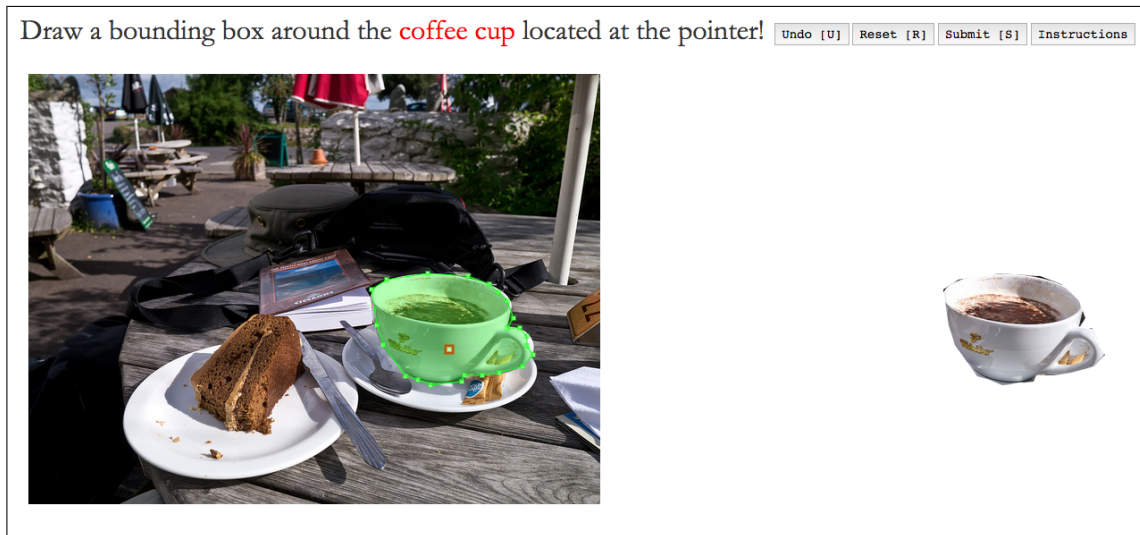 Draw a bounding box around the coffee cup located at the pointer!
Undo [U] Reset [R] Submit [S] Instructions